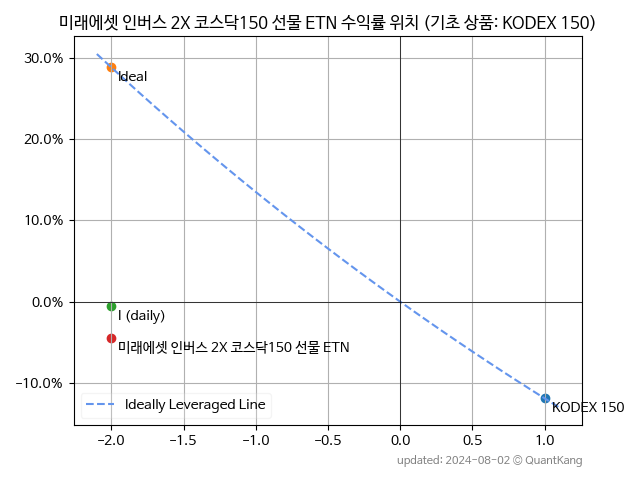 미래에셋 인버스 2X 코스닥150 선물 ETN 수익률 위치 (기초 상품: KODEX 150)
30.0%
Ideal
20.0%
10.0%
0.0%
I (daily)
미래에셋 인버스 2X 코스닥150 선물 ETN
−10.0%
Ideally Leveraged Line
KODEX 150
−2.0 −1.5 −1.0 −0.5 0.0 0.5 1.0
updated: 2024-08-02 © QuantKang